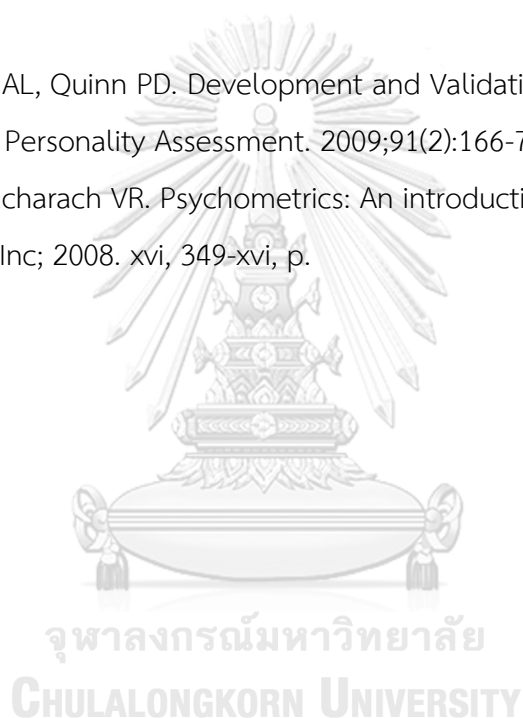 AL, Quinn PD. Development and Validati
Personality Assessment. 2009;91(2):166-7
charach VR. Psychometrics: An introducti
Inc; 2008. xvi, 349-xvi, p.
จุฬาลงกรณ์มหาวิทยาลัย
CHULALONGKORN UNIVERSITY